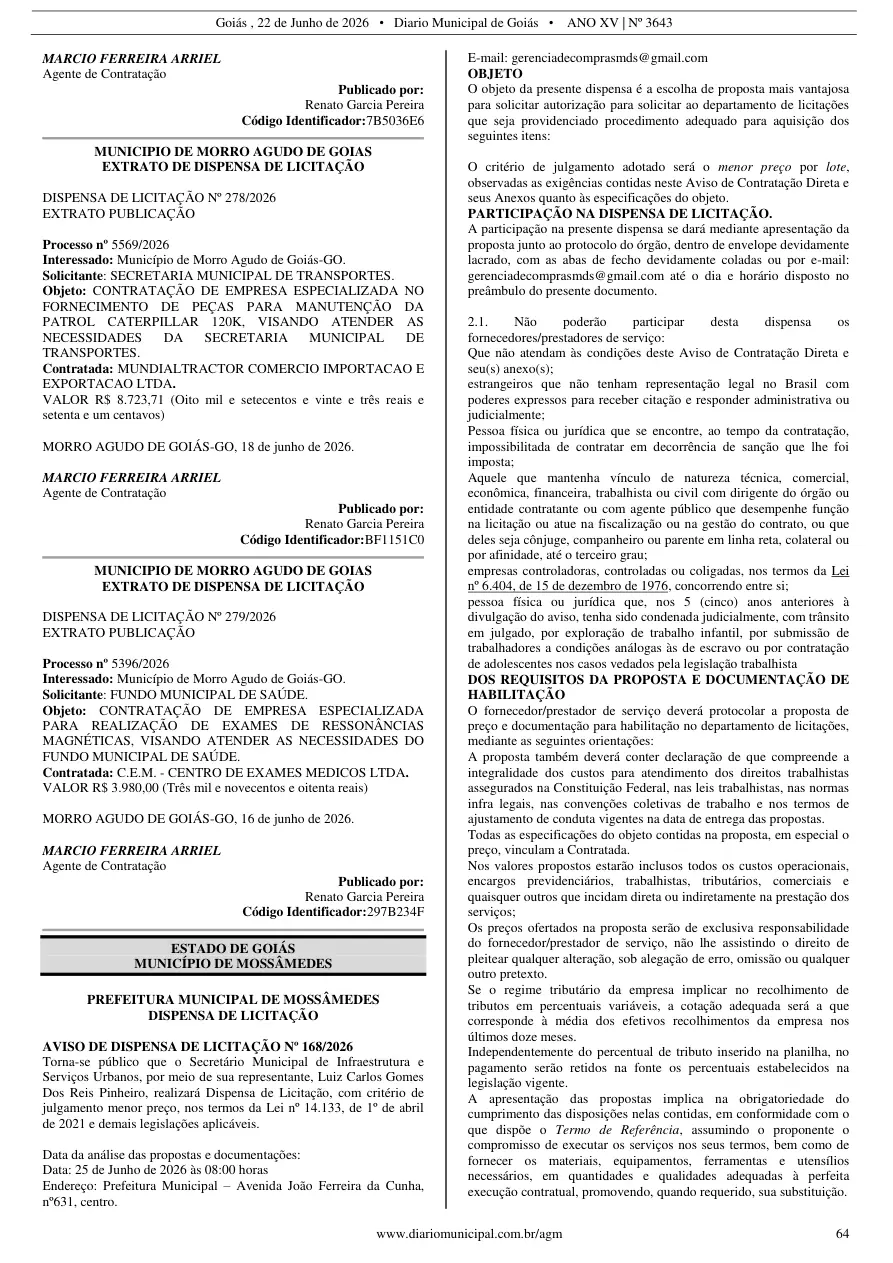 Goiás , 22 de Junho de 2026 • Diario Municipal de Goiás • ANO XV | Nº 3643
MARCIO FERREIRA ARRIEL
Agente de Contratação
Publicado por:
Renato Garcia Pereira
Código Identificador:7B5036E6
MUNICIPIO DE MORRO AGUDO DE GOIAS
EXTRATO DE DISPENSA DE LICITAÇÃO
DISPENSA DE LICITAÇÃO Nº 278/2026
EXTRATO PUBLICAÇÃO
Processo nº 5569/2026
Interessado: Município de Morro Agudo de Goiás-GO.
Solicitante: SECRETARIA MUNICIPAL DE TRANSPORTES.
Objeto: CONTRATAÇÃO DE EMPRESA ESPECIALIZADA NO
FORNECIMENTO DE PEÇAS PARA MANUTENÇÃO DA
PATROL CATERPILLAR 120K, VISANDO ATENDER AS
NECESSIDADES DA SECRETARIA MUNICIPAL DE
TRANSPORTES.
Contratada: MUNDIALTRACTOR COMERCIO IMPORTACAO E
EXPORTACAO LTDA.
VALOR R$ 8.723,71 (Oito mil e setecentos e vinte e três reais e
setenta e um centavos)
MORRO AGUDO DE GOIÁS-GO, 18 de junho de 2026.
MARCIO FERREIRA ARRIEL
Agente de Contratação
Publicado por:
Renato Garcia Pereira
Código Identificador:BF1151C0
MUNICIPIO DE MORRO AGUDO DE GOIAS
EXTRATO DE DISPENSA DE LICITAÇÃO
DISPENSA DE LICITAÇÃO Nº 279/2026
EXTRATO PUBLICAÇÃO
Processo nº 5396/2026
Interessado: Município de Morro Agudo de Goiás-GO.
Solicitante: FUNDO MUNICIPAL DE SAÚDE.
Objeto: CONTRATAÇÃO DE EMPRESA ESPECIALIZADA
PARA REALIZAÇÃO DE EXAMES DE RESSONÂNCIAS
MAGNÉTICAS, VISANDO ATENDER AS NECESSIDADES DO
FUNDO MUNICIPAL DE SAÚDE.
Contratada: C.E.M. - CENTRO DE EXAMES MEDICOS LTDA.
VALOR R$ 3.980,00 (Três mil e novecentos e oitenta reais)
MORRO AGUDO DE GOIÁS-GO, 16 de junho de 2026.
MARCIO FERREIRA ARRIEL
Agente de Contratação
Publicado por:
Renato Garcia Pereira
Código Identificador:297B234F
ESTADO DE GOIÁS
MUNICÍPIO DE MOSSÂMEDES
PREFEITURA MUNICIPAL DE MOSSÂMEDES
DISPENSA DE LICITAÇÃO
AVISO DE DISPENSA DE LICITAÇÃO Nº 168/2026
Torna-se público que o Secretário Municipal de Infraestrutura e
Serviços Urbanos, por meio de sua representante, Luiz Carlos Gomes
Dos Reis Pinheiro, realizará Dispensa de Licitação, com critério de
julgamento menor preço, nos termos da Lei nº 14.133, de 1º de abril
de 2021 e demais legislações aplicáveis.
Data da análise das propostas e documentações:
Data: 25 de Junho de 2026 às 08:00 horas
Endereço: Prefeitura Municipal – Avenida João Ferreira da Cunha,
nº631, centro.
E-mail: gerenciadecomprasmds@gmail.com
OBJETO
O objeto da presente dispensa é a escolha de proposta mais vantajosa
para solicitar autorização para solicitar ao departamento de licitações
que seja providenciado procedimento adequado para aquisição dos
seguintes itens:
O critério de julgamento adotado será o menor preço por lote,
observadas as exigências contidas neste Aviso de Contratação Direta e
seus Anexos quanto às especificações do objeto.
PARTICIPAÇÃO NA DISPENSA DE LICITAÇÃO.
A participação na presente dispensa se dará mediante apresentação da
proposta junto ao protocolo do órgão, dentro de envelope devidamente
lacrado, com as abas de fecho devidamente coladas ou por e-mail:
gerenciadecomprasmds@gmail.com até o dia e horário disposto no
preâmbulo do presente documento.
2.1. Não poderão participar desta dispensa os
fornecedores/prestadores de serviço:
Que não atendam às condições deste Aviso de Contratação Direta e
seu(s) anexo(s);
estrangeiros que não tenham representação legal no Brasil com
poderes expressos para receber citação e responder administrativa ou
judicialmente;
Pessoa física ou jurídica que se encontre, ao tempo da contratação,
impossibilitada de contratar em decorrência de sanção que lhe foi
imposta;
Aquele que mantenha vínculo de natureza técnica, comercial,
econômica, financeira, trabalhista ou civil com dirigente do órgão ou
entidade contratante ou com agente público que desempenhe função
na licitação ou atue na fiscalização ou na gestão do contrato, ou que
deles seja cônjuge, companheiro ou parente em linha reta, colateral ou
por afinidade, até o terceiro grau;
empresas controladoras, controladas ou coligadas, nos termos da Lei
nº 6.404, de 15 de dezembro de 1976, concorrendo entre si;
pessoa física ou jurídica que, nos 5 (cinco) anos anteriores à
divulgação do aviso, tenha sido condenada judicialmente, com trânsito
em julgado, por exploração de trabalho infantil, por submissão de
trabalhadores a condições análogas às de escravo ou por contratação
de adolescentes nos casos vedados pela legislação trabalhista
DOS REQUISITOS DA PROPOSTA E DOCUMENTAÇÃO DE
HABILITAÇÃO
O fornecedor/prestador de serviço deverá protocolar a proposta de
preço e documentação para habilitação no departamento de licitações,
mediante as seguintes orientações:
A proposta também deverá conter declaração de que compreende a
integralidade dos custos para atendimento dos direitos trabalhistas
assegurados na Constituição Federal, nas leis trabalhistas, nas normas
infra legais, nas convenções coletivas de trabalho e nos termos de
ajustamento de conduta vigentes na data de entrega das propostas.
Todas as especificações do objeto contidas na proposta, em especial o
preço, vinculam a Contratada.
Nos valores propostos estarão inclusos todos os custos operacionais,
encargos previdenciários, trabalhistas, tributários, comerciais e
quaisquer outros que incidam direta ou indiretamente na prestação dos
serviços;
Os preços ofertados na proposta serão de exclusiva responsabilidade
do fornecedor/prestador de serviço, não lhe assistindo o direito de
pleitear qualquer alteração, sob alegação de erro, omissão ou qualquer
outro pretexto.
Se o regime tributário da empresa implicar no recolhimento de
tributos em percentuais variáveis, a cotação adequada será a que
corresponde à média dos efetivos recolhimentos da empresa nos
últimos doze meses.
Independentemente do percentual de tributo inserido na planilha, no
pagamento serão retidos na fonte os percentuais estabelecidos na
legislação vigente.
A apresentação das propostas implica na obrigatoriedade do
cumprimento das disposições nelas contidas, em conformidade com o
que dispõe o Termo de Referência, assumindo o proponente o
compromisso de executar os serviços nos seus termos, bem como de
fornecer os materiais, equipamentos, ferramentas e utensílios
necessários, em quantidades e qualidades adequadas à perfeita
execução contratual, promovendo, quando requerido, sua substituição.
www.diariomunicipal.com.br/agm 64